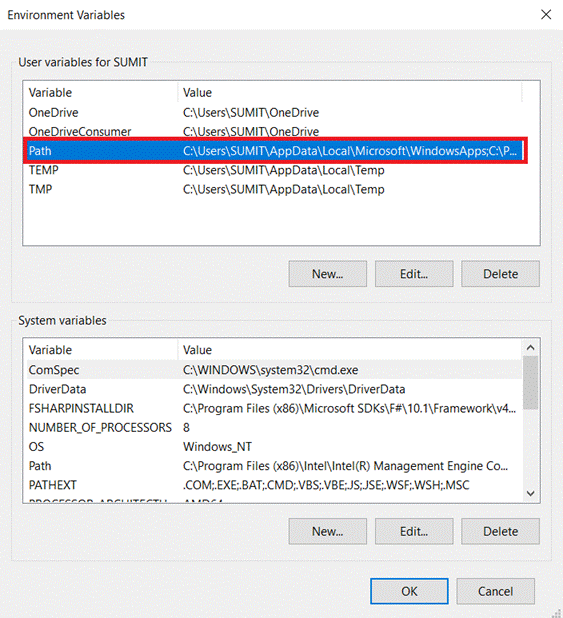 Environment Variables
User variables for SUMIT
Variable Value
OneDrive C:\Users\SUMIT\OneDrive
OneDriveConsumer C:\Users\SUMIT\OneDrive
Path C:\Users\SUMIT\AppData\Local\Microsoft\WindowsApps;C:\P...
TEMP C:\Users\SUMIT\AppData\Local\Temp
TMP C:\Users\SUMIT\AppData\Local\Temp
New... Edit... Delete
System variables
Variable Value
ComSpec C:\WINDOWS\system32\cmd.exe
DriverData C:\Windows\System32\Drivers\DriverData
FSHARPINSTALLDIR C:\Program Files (x86)\Microsoft SDKs\F#\10.1\Framework\v4...
NUMBER_OF_PROCESSORS 8
OS Windows_NT
Path C:\Program Files (x86)\Intel\Intel(R) Management Engine Co...
PATHEXT .COM;.EXE;.BAT;.CMD;.VBS;.VBE;.JS;.JSE;.WSF;.WSH;.MSC
PROCESSOR_ARCHITECTU AMD64
New... Edit... Delete
OK Cancel